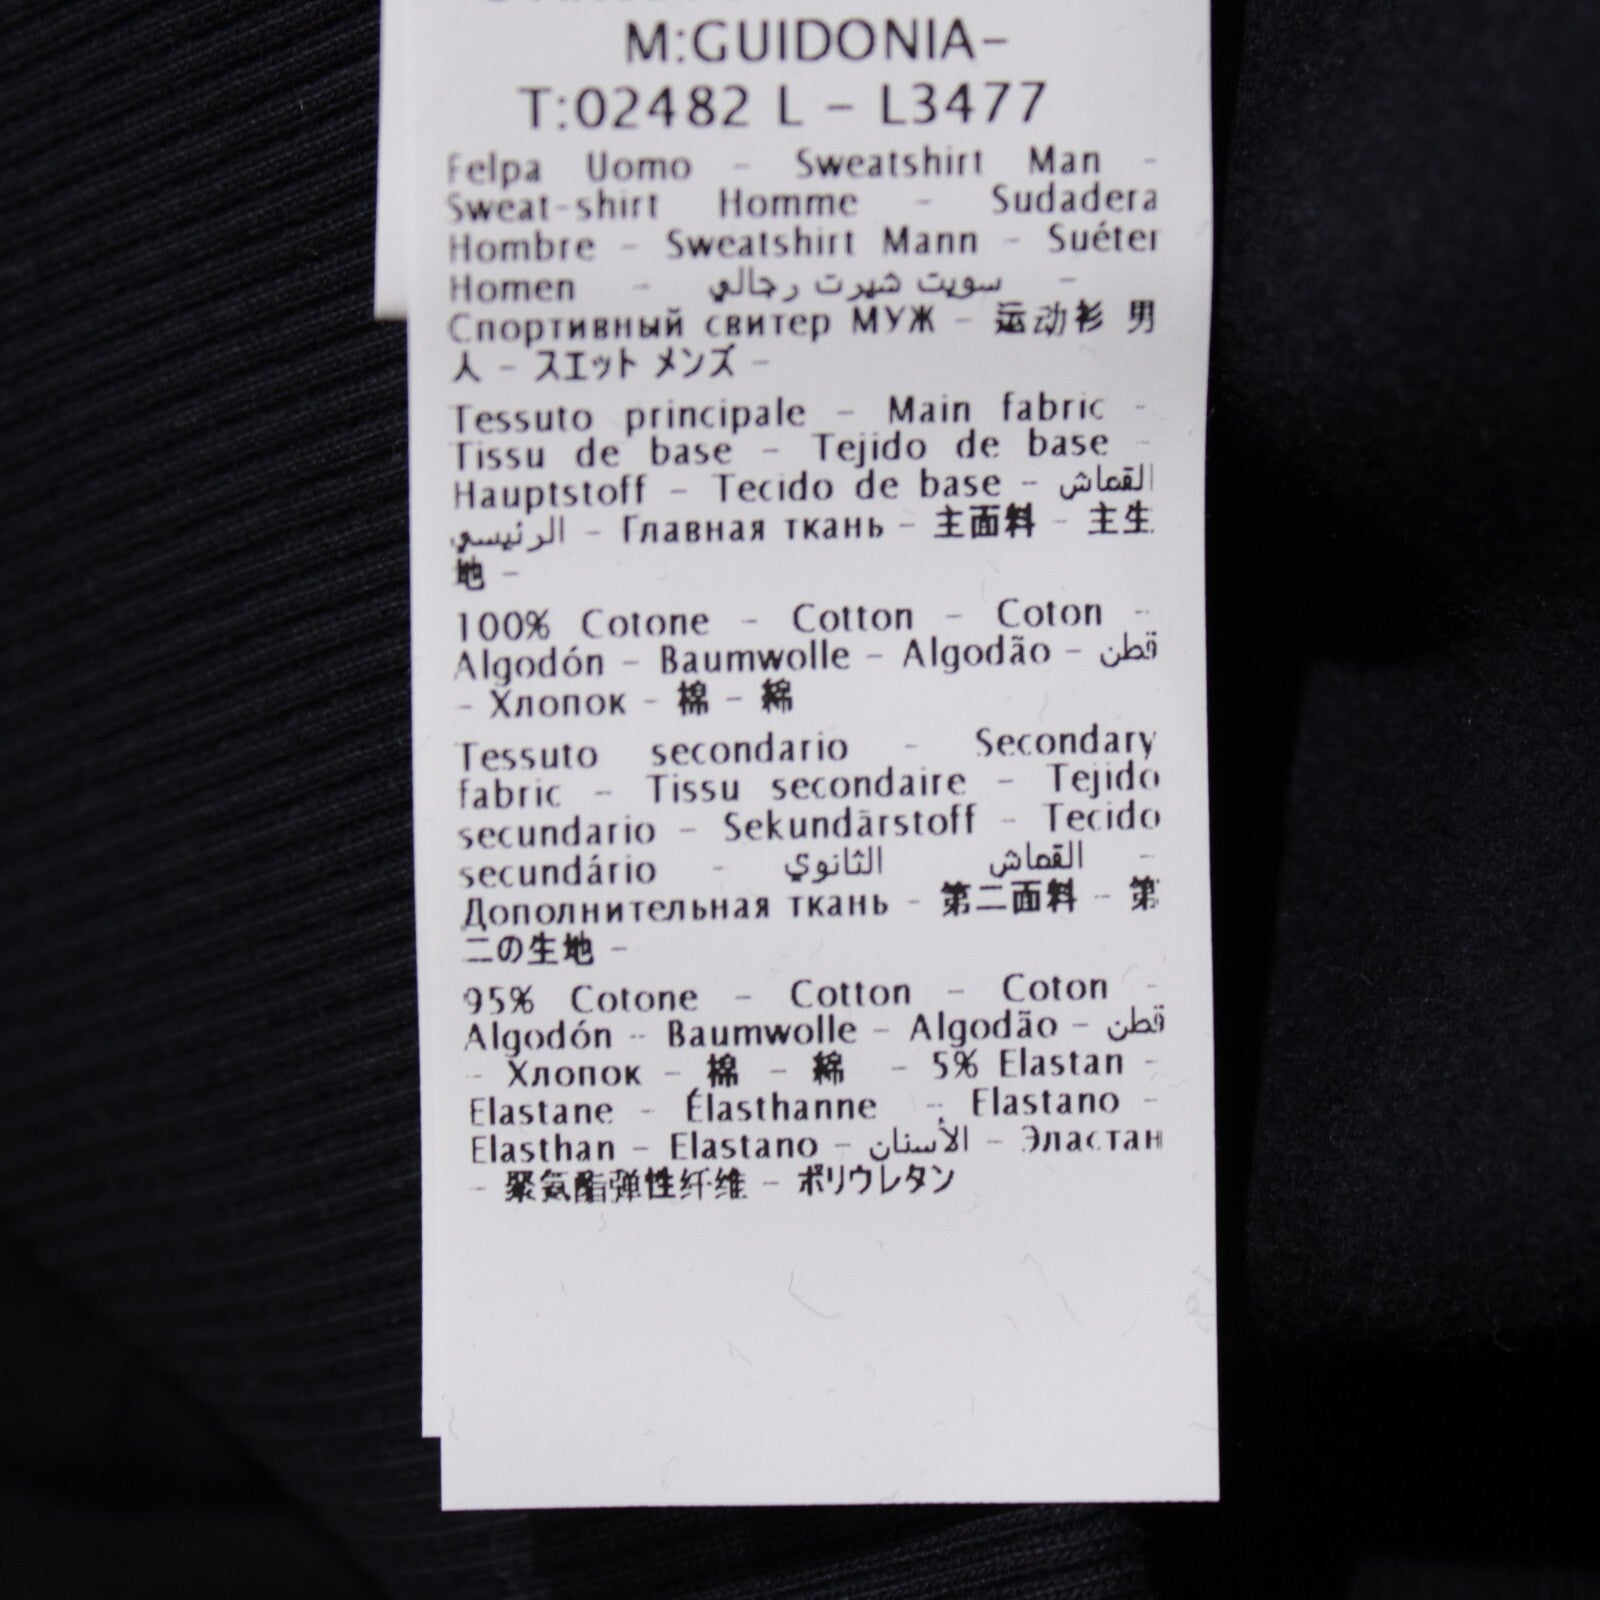 M:GUIDONIA-
T:02482 L - L3477
Felpa Uomo - Sweatshirt Man -
Sweat-shirt Homme - Sudadera
Hombre - Sweatshirt Mann - Suéter
Homen - سويت شيرت رجالي -
Спортивный свитер МУЖ - 运动衫 男
人 - スエット メンズ -
Tessuto principale - Main fabric -
Tissu de base - Tejido de base -
Hauptstoff - Tecido de base - القماش
الرئيسي - Главная ткань - 主面料 - 主生
地 -
100% Cotone - Cotton - Coton -
Algodón - Baumwolle - Algodão - قطن
- Хлопок - 棉 - 綿
Tessuto secondario - Secondary
fabric - Tissu secondaire - Tejido
secundario - Sekundärstoff - Tecido
secundário - القماش الثانوي -
Дополнительная ткань - 第二面料 - 第
二の生地 -
95% Cotone - Cotton - Coton -
Algodón - Baumwolle - Algodão - قطن
- Хлопок - 棉 - 綿 - 5% Elastan -
Elastane - Élasthanne - Elastano -
Elasthan - Elastano - الأسنان - Эластан
- 聚氨酯弹性纤维 - ポリウレタン